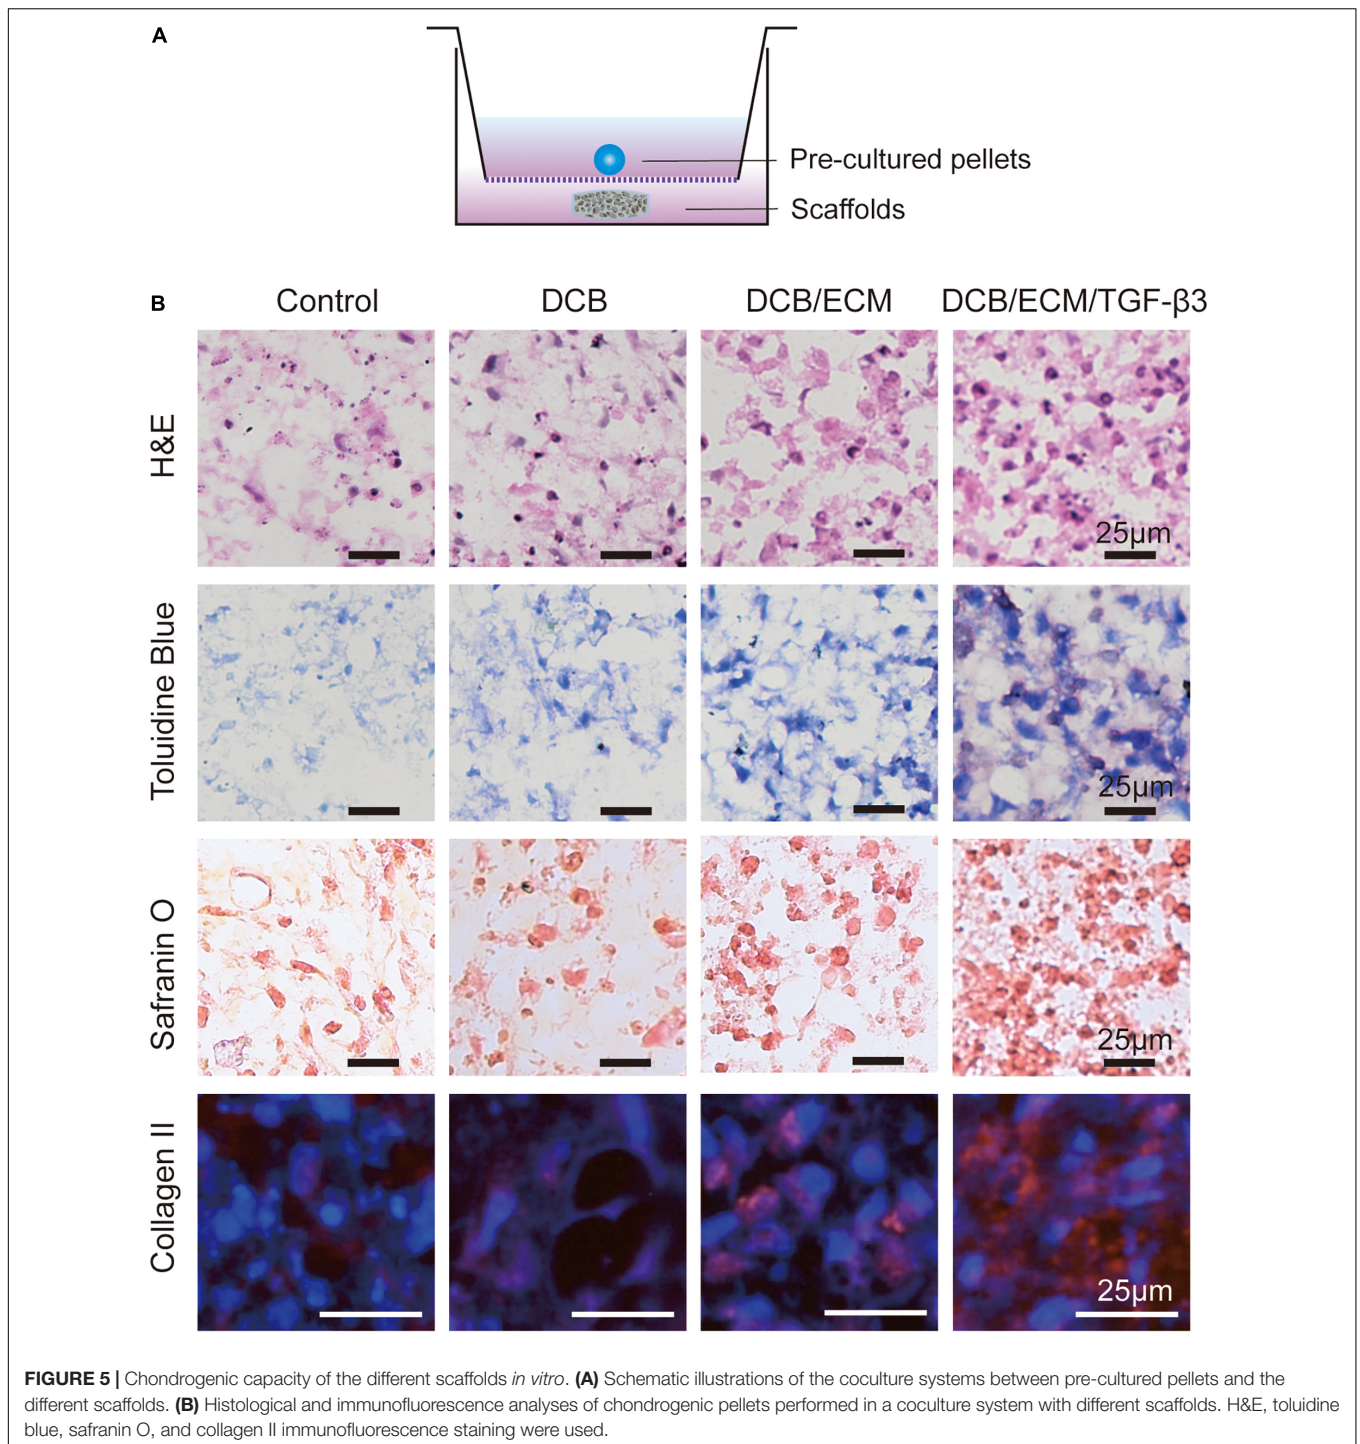 A
Pre-cultured pellets
Scaffolds
B
Control DCB DCB/ECM DCB/ECM/TGF-β3
H&E
25μm
Toluidine Blue
25μm
Safranin O
25μm
Collagen II
25μm
FIGURE 5 | Chondrogenic capacity of the different scaffolds in vitro. (A) Schematic illustrations of the coculture systems between pre-cultured pellets and the
different scaffolds. (B) Histological and immunofluorescence analyses of chondrogenic pellets performed in a coculture system with different scaffolds. H&E, toluidine
blue, safranin O, and collagen II immunofluorescence staining were used.